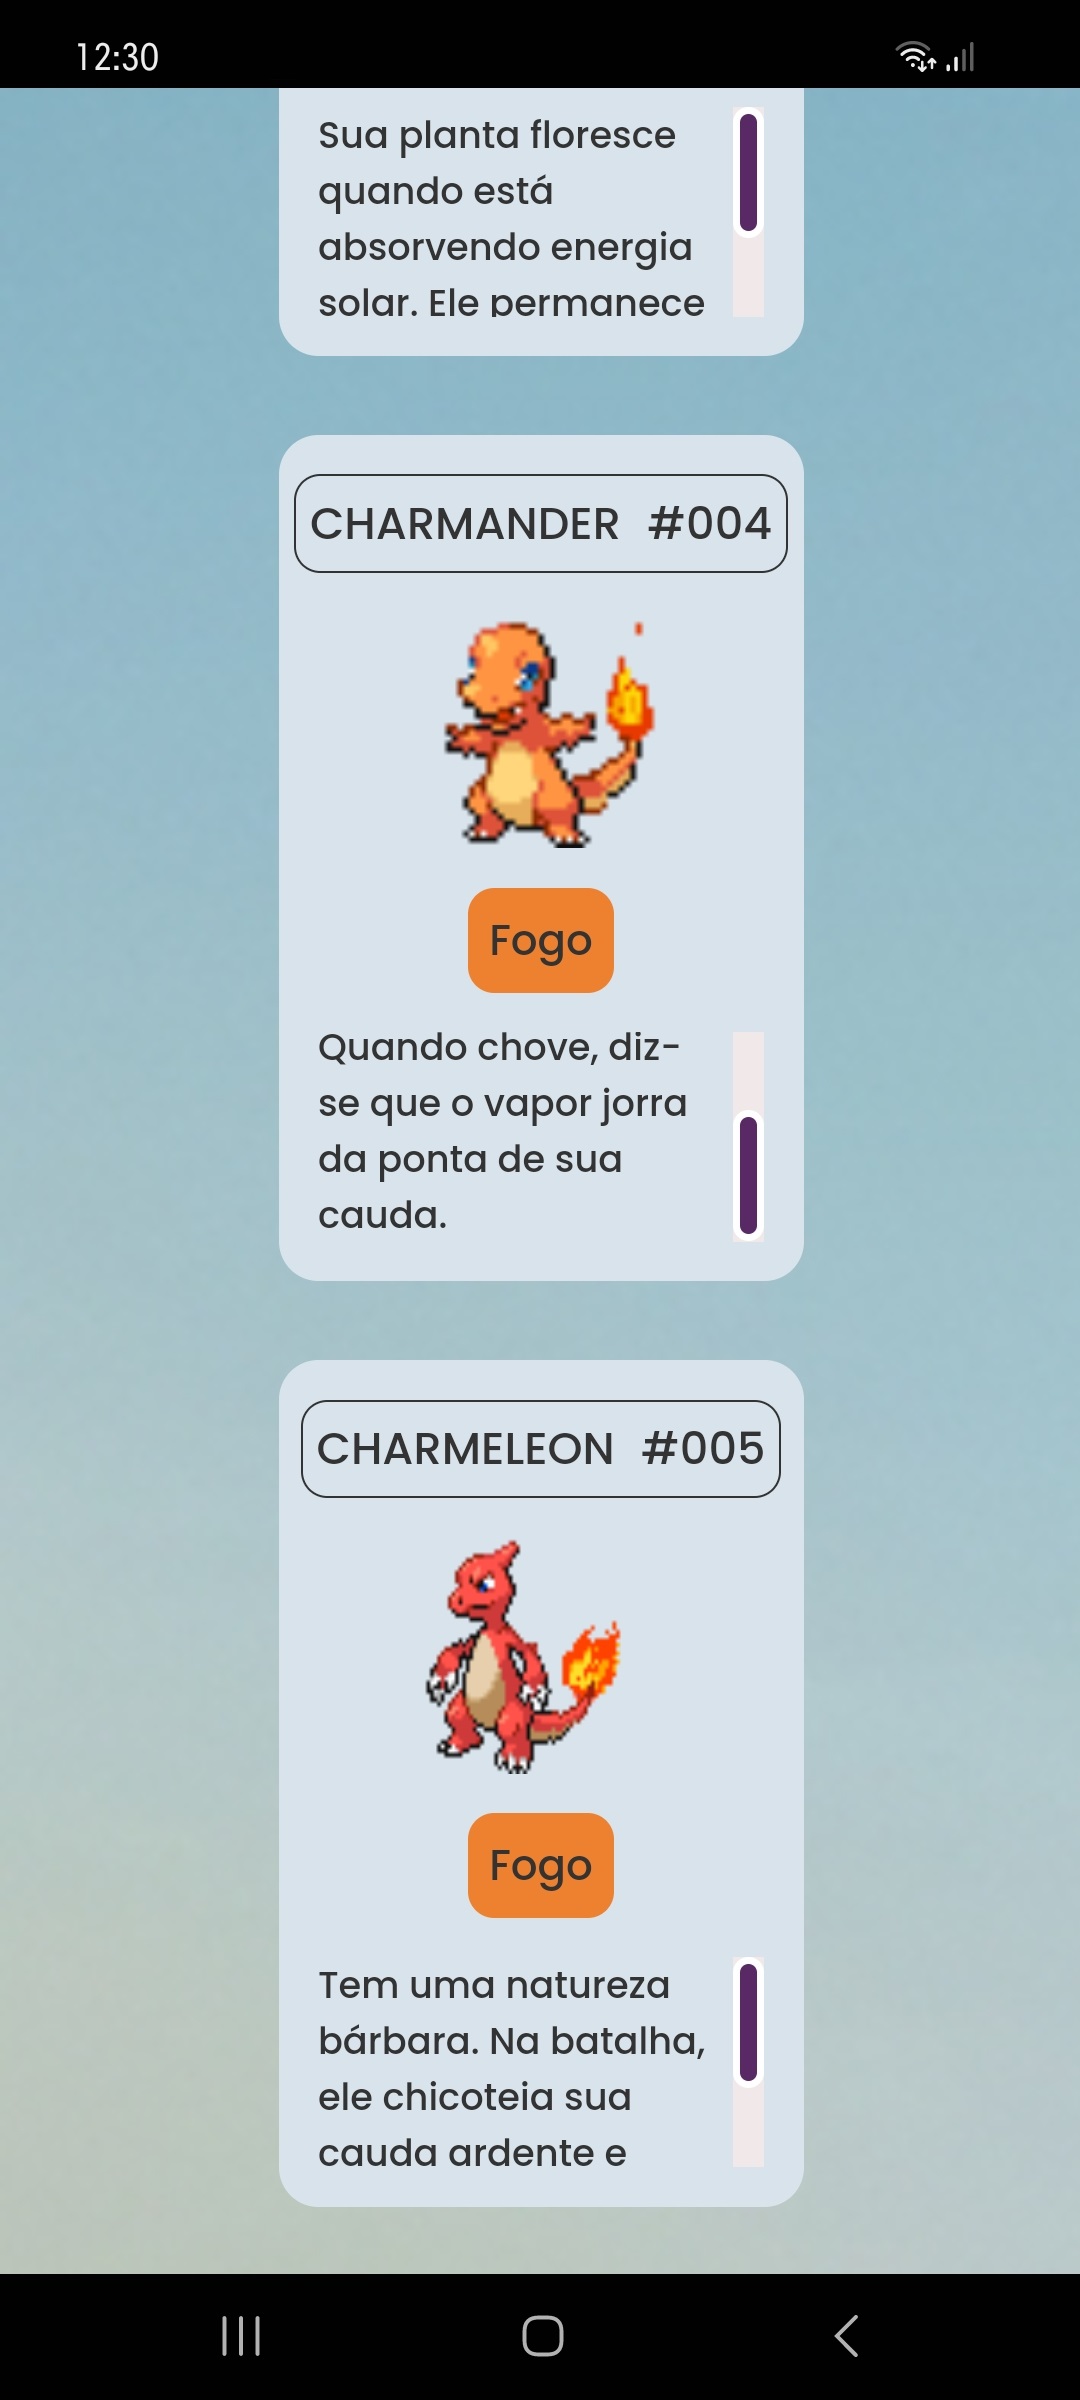 12:30
Sua planta floresce
quando está
absorvendo energia
solar. Ele permanece
CHARMANDER #004
Fogo
Quando chove, diz-
se que o vapor jorra
da ponta de sua
cauda.
CHARMELEON #005
Fogo
Tem uma natureza
bárbara. Na batalha,
ele chicoteia sua
cauda ardente e